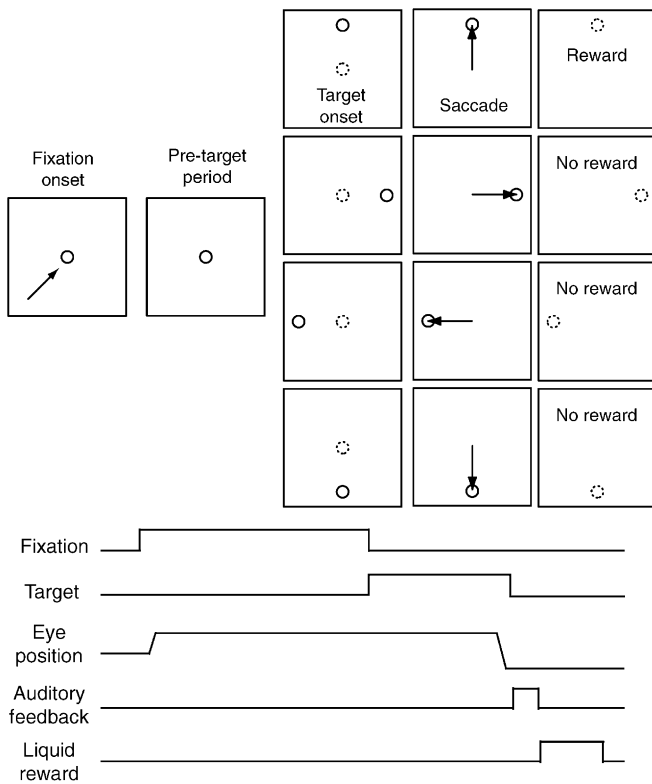 Target
onset
Saccade
Reward
Fixation
onset
Pre-target
period
No reward
No reward
No reward
Fixation
Target
Eye
position
Auditory
feedback
Liquid
reward